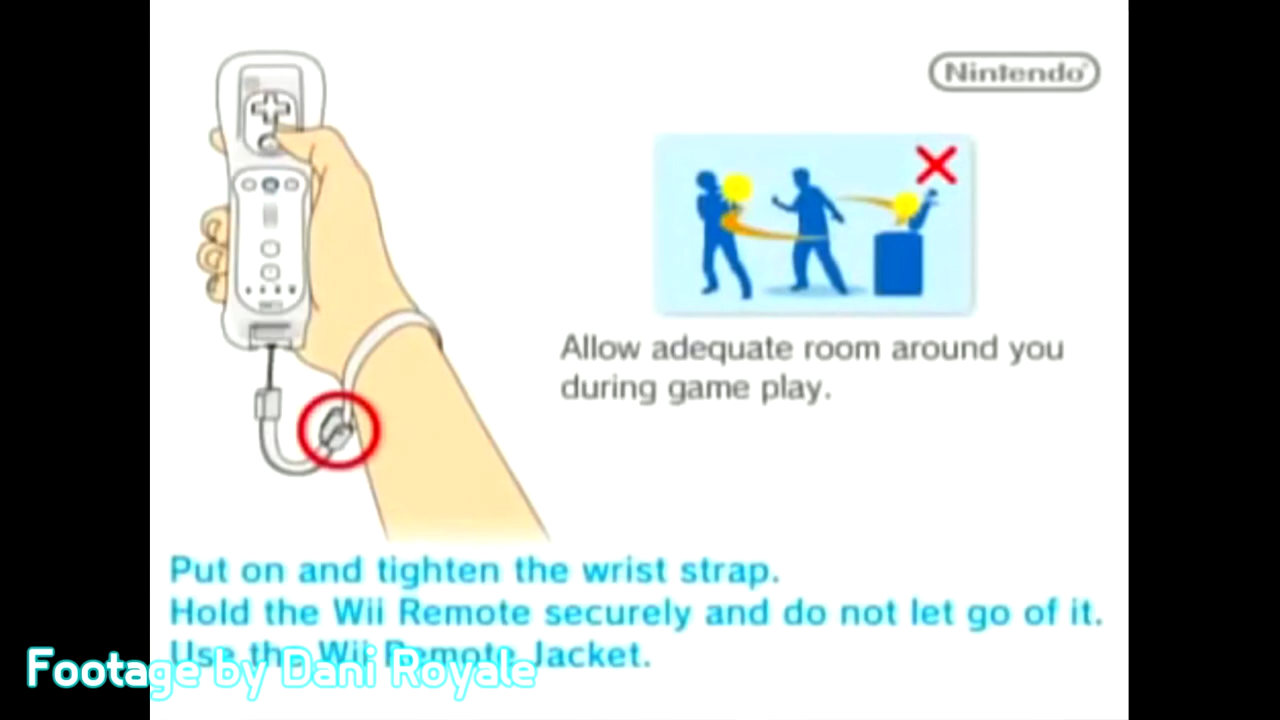 Nintendo
Allow adequate room around you
during game play.
Put on and tighten the wrist strap.
Hold the Wii Remote securely and do not let go of it.
Use the Wii Remote Jacket.
Footage by Dani Royale